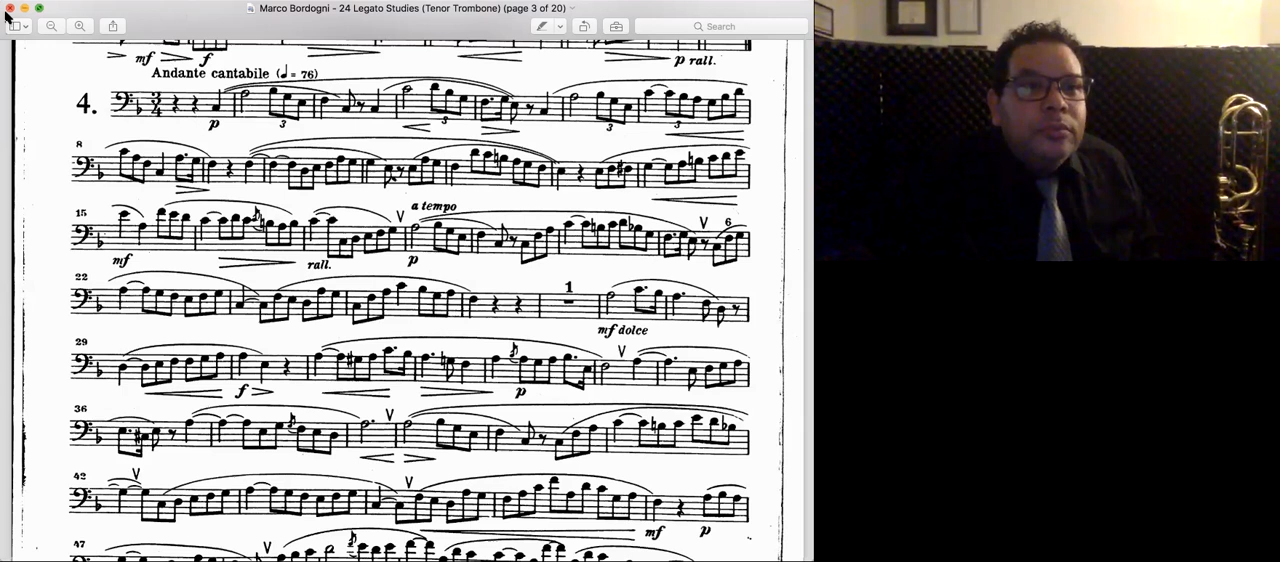 Marco Bordogni - 24 Legato Studies (Tenor Trombone) (page 3 of 20)
Search
mf f p rall.
Andante cantabile (♩= 76)
4. 3 4 p 3 3 3
8
15 mf rall. a tempo p 6
22 1 mf dolce
29 f p
36
42 mf p
47